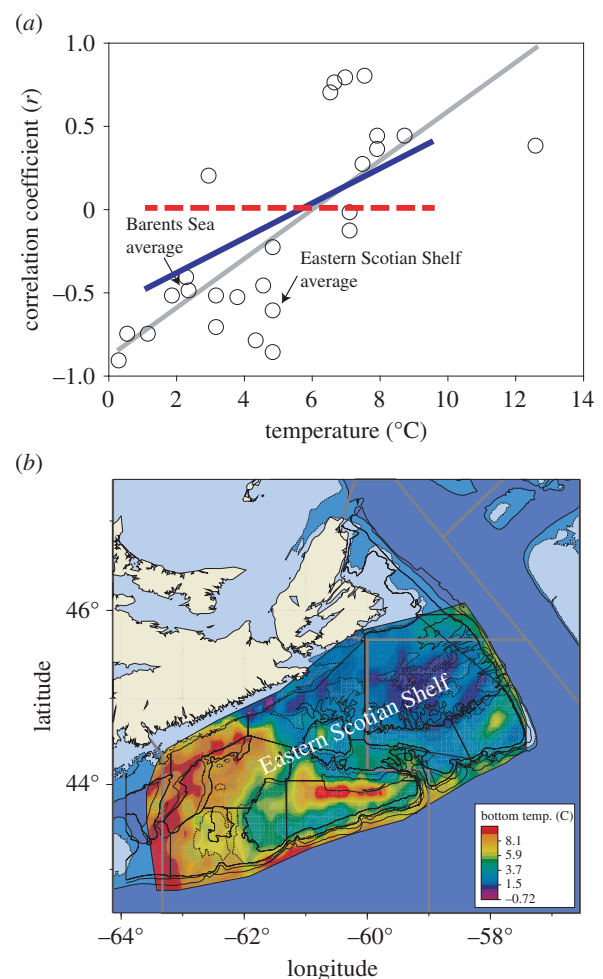 (a)
correlation coefficient (r)
1.0
0.5
0
−0.5
−1.0
Barents Sea
average
Eastern Scotian Shelf
average
0
2
4
6
8
10
12
14
temperature (°C)
(b)
latitude
46°
44°
Eastern Scotian Shelf
bottom temp. (C)
8.1
5.9
3.7
1.5
−0.72
−64°
−62°
−60°
−58°
longitude